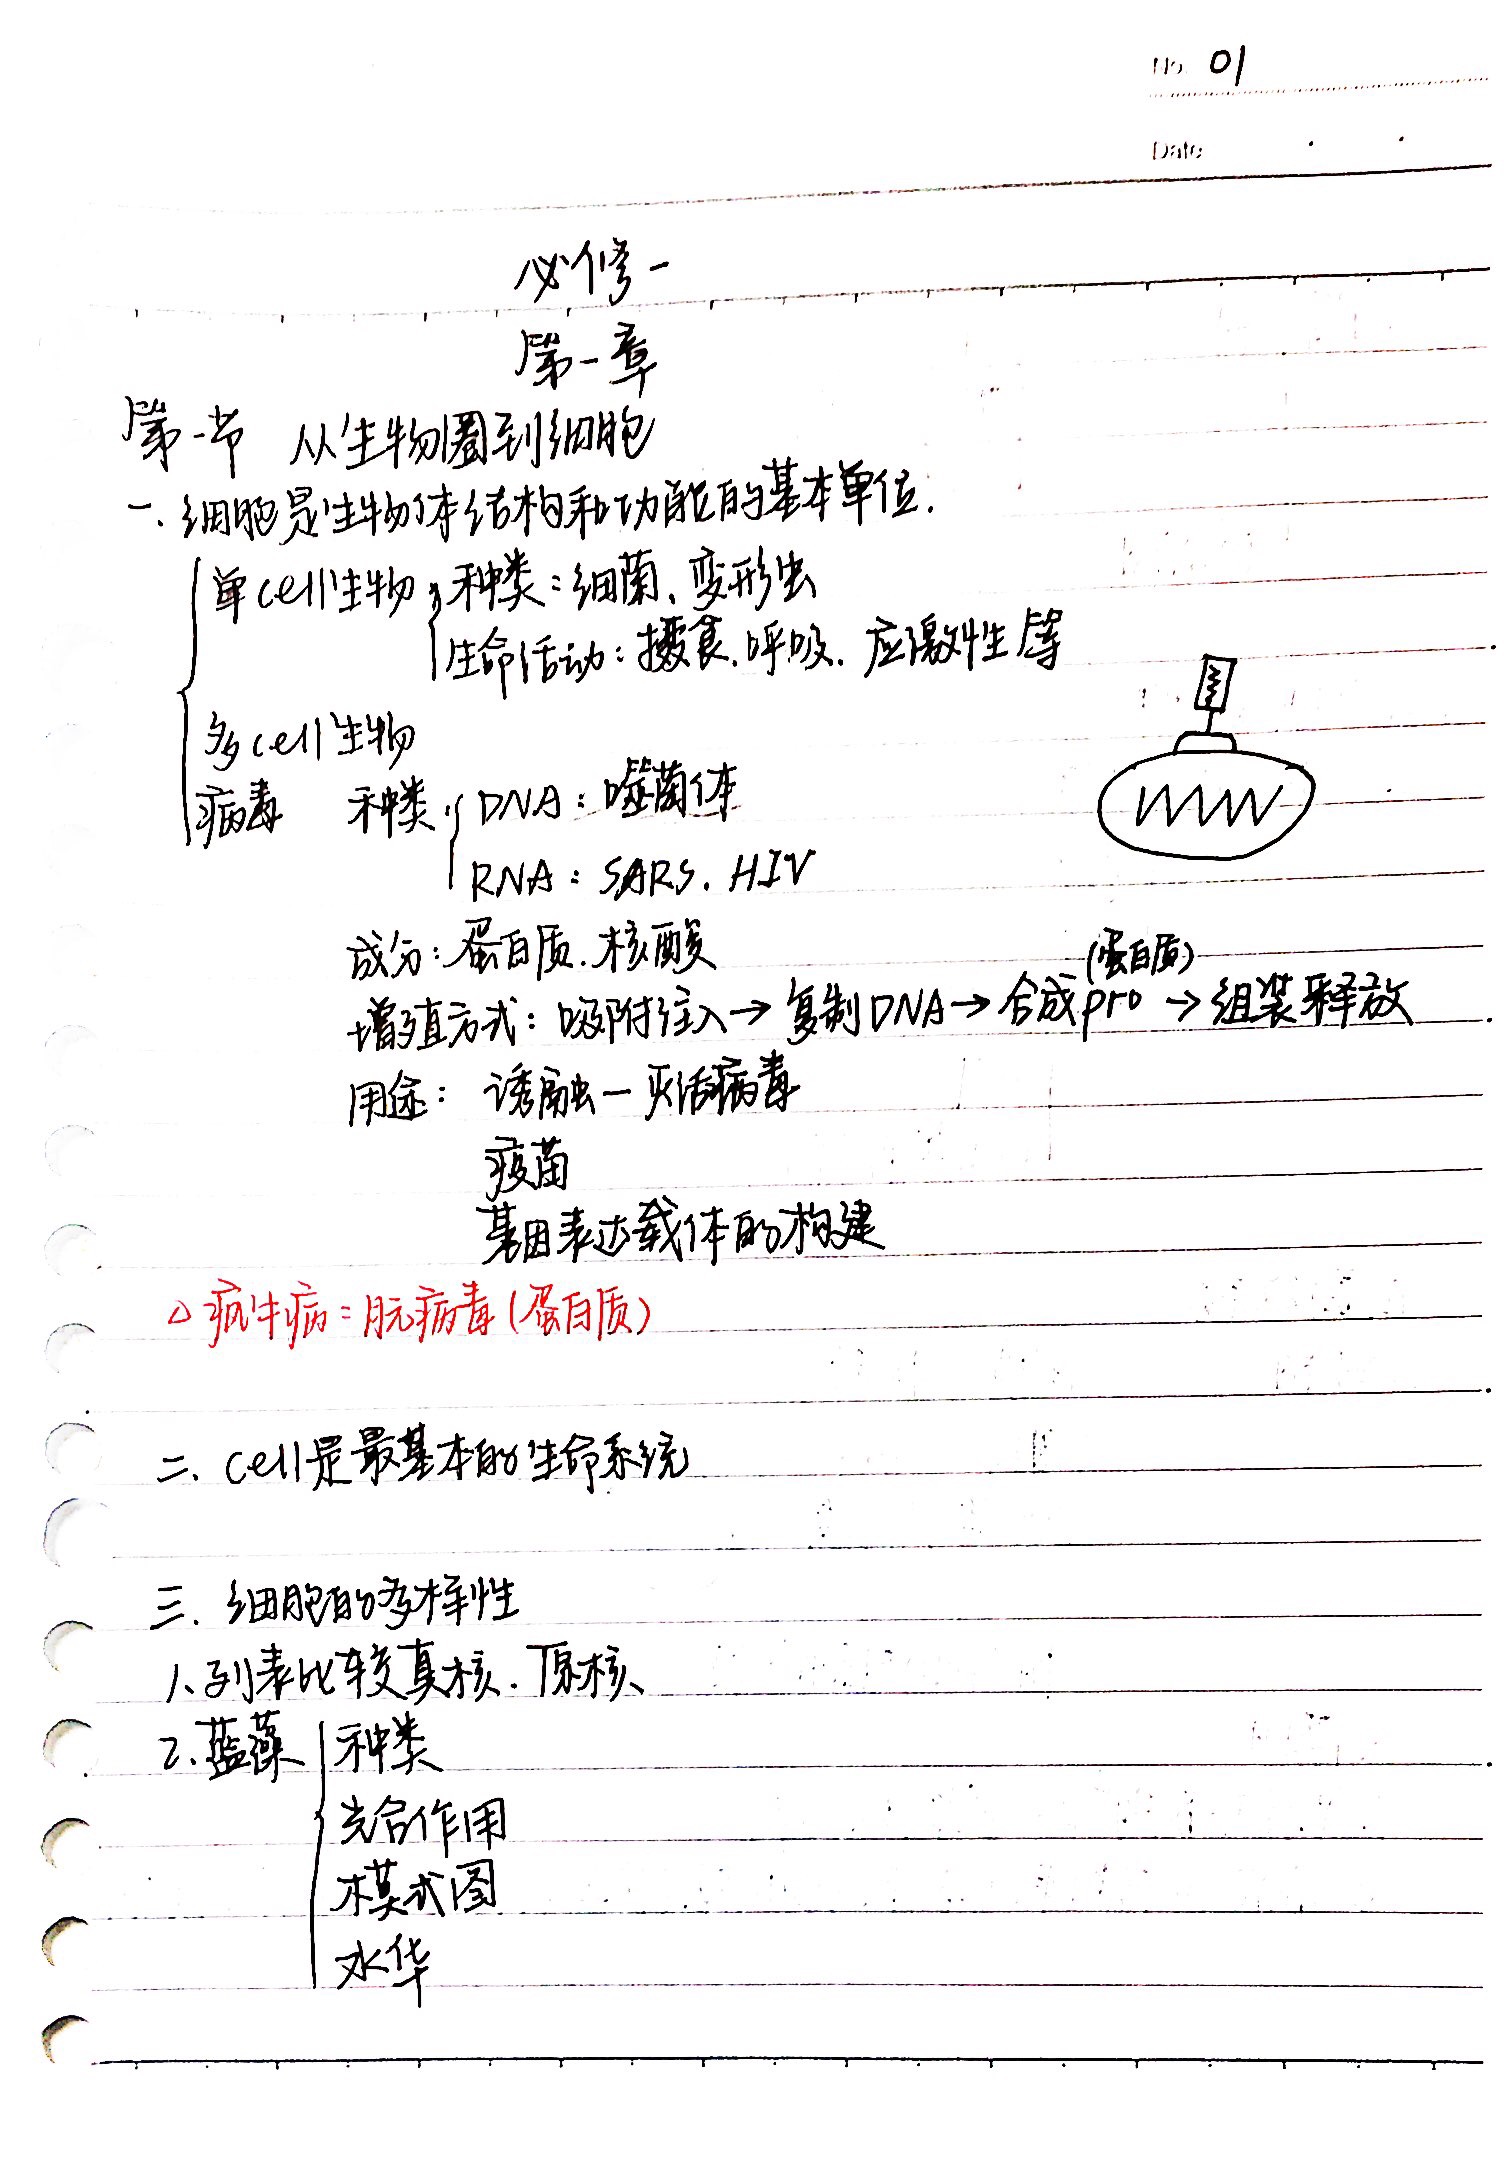 No. 01
Date
必修一
第一章
第一节 从生物圈到细胞
一、细胞是生物体结构和功能的基本单位.
单cell生物 种类：细菌、变形虫
生命活动：摄食、呼吸、应激性等
多cell生物
病毒 种类 DNA：噬菌体
RNA：SARS、HIV
成分：蛋白质、核酸
(蛋白质)
增殖方式：吸附注入→复制DNA→合成pro→组装释放
用途：诱融—灭活病毒
疫菌
基因表达载体的构建
△疯牛病：朊病毒(蛋白质)
二、cell是最基本的生命系统
三、细胞的多样性
1、列表比较真核、原核、
2、蓝藻 种类
光合作用
模式图
水华